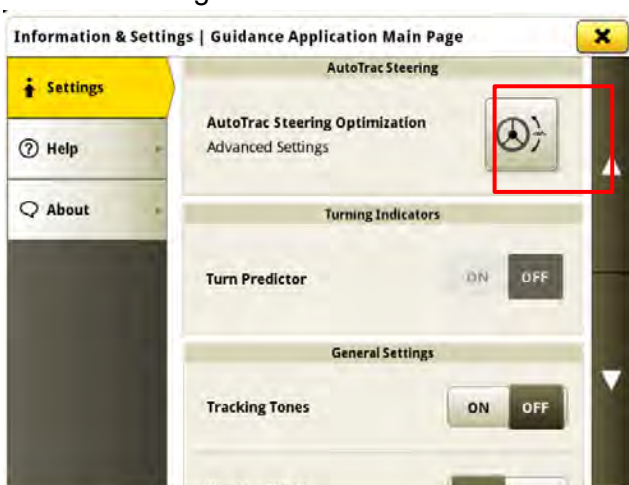 Information & Settings | Guidance Application Main Page
Settings
Help
About
AutoTrac Steering
AutoTrac Steering Optimization
Advanced Settings
Turning Indicators
Turn Predictor
ON OFF
General Settings
Tracking Tones
ON OFF